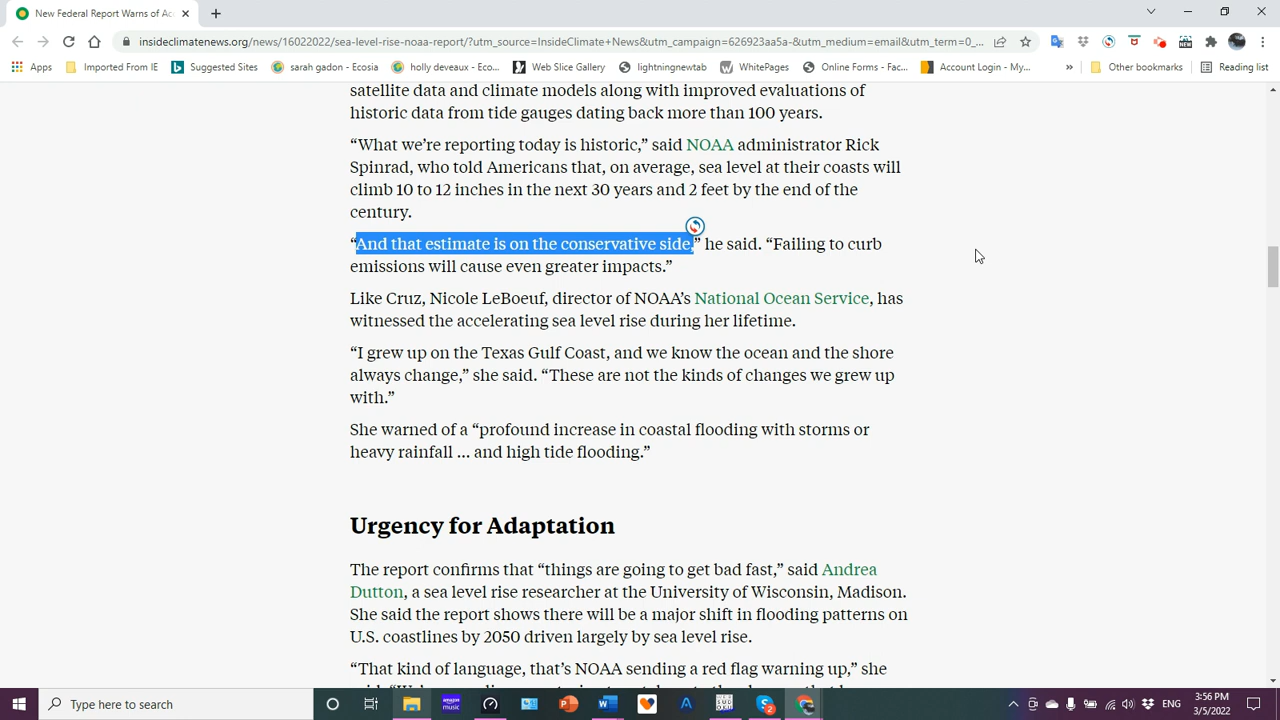 New Federal Report Warns of Acc
insideclimatenews.org/news/16022022/sea-level-rise-noaa-report/?utm_source=InsideClimate+News&utm_campaign=626923aa5a-&utm_medium=email&utm_term=0_...
Apps Imported From IE Suggested Sites sarah gadon - Ecosia holly deveux - Eco... Web Slice Gallery lightningnewtab WhitePages Online Forms - Fac... Account Login - My... » Other bookmarks Reading list
satellite data and climate models along with improved evaluations of
historic data from tide gauges dating back more than 100 years.
“What we’re reporting today is historic,” said NOAA administrator Rick
Spinrad, who told Americans that, on average, sea level at their coasts will
climb 10 to 12 inches in the next 30 years and 2 feet by the end of the
century.
“And that estimate is on the conservative side,” he said. “Failing to curb
emissions will cause even greater impacts.”
Like Cruz, Nicole LeBoeuf, director of NOAA’s National Ocean Service, has
witnessed the accelerating sea level rise during her lifetime.
“I grew up on the Texas Gulf Coast, and we know the ocean and the shore
always change,” she said. “These are not the kinds of changes we grew up
with.”
She warned of a “profound increase in coastal flooding with storms or
heavy rainfall ... and high tide flooding.”
Urgency for Adaptation
The report confirms that “things are going to get bad fast,” said Andrea
Dutton, a sea level rise researcher at the University of Wisconsin, Madison.
She said the report shows there will be a major shift in flooding patterns on
U.S. coastlines by 2050 driven largely by sea level rise.
“That kind of language, that’s NOAA sending a red flag warning up,” she
Type here to search
ENG
3:56 PM
3/5/2022